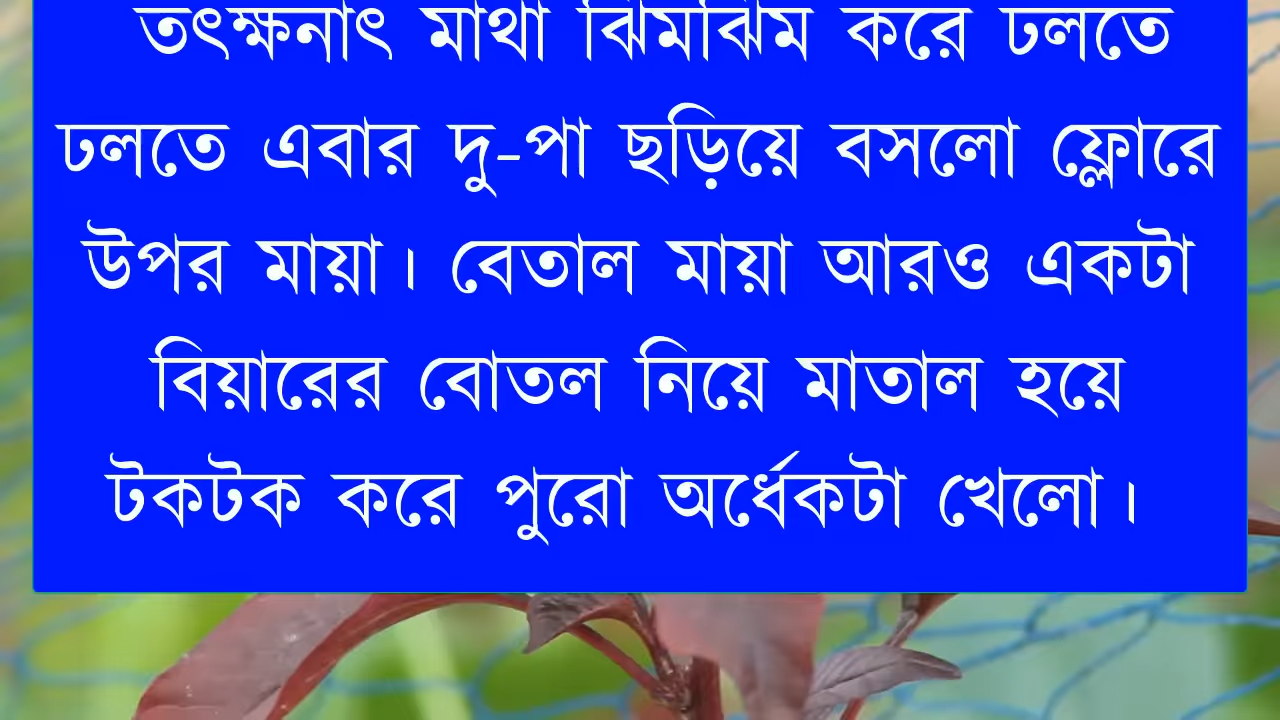 তৎক্ষনাৎ মাথা ঝিমঝিম করে ঢলতে
ঢলতে এবার দু-পা ছড়িয়ে বসলো ফ্লোরে
উপর মায়া। বেতাল মায়া আরও একটা
বিয়ারের বোতল নিয়ে মাতাল হয়ে
টকটক করে পুরো অর্ধেকটা খেলো।